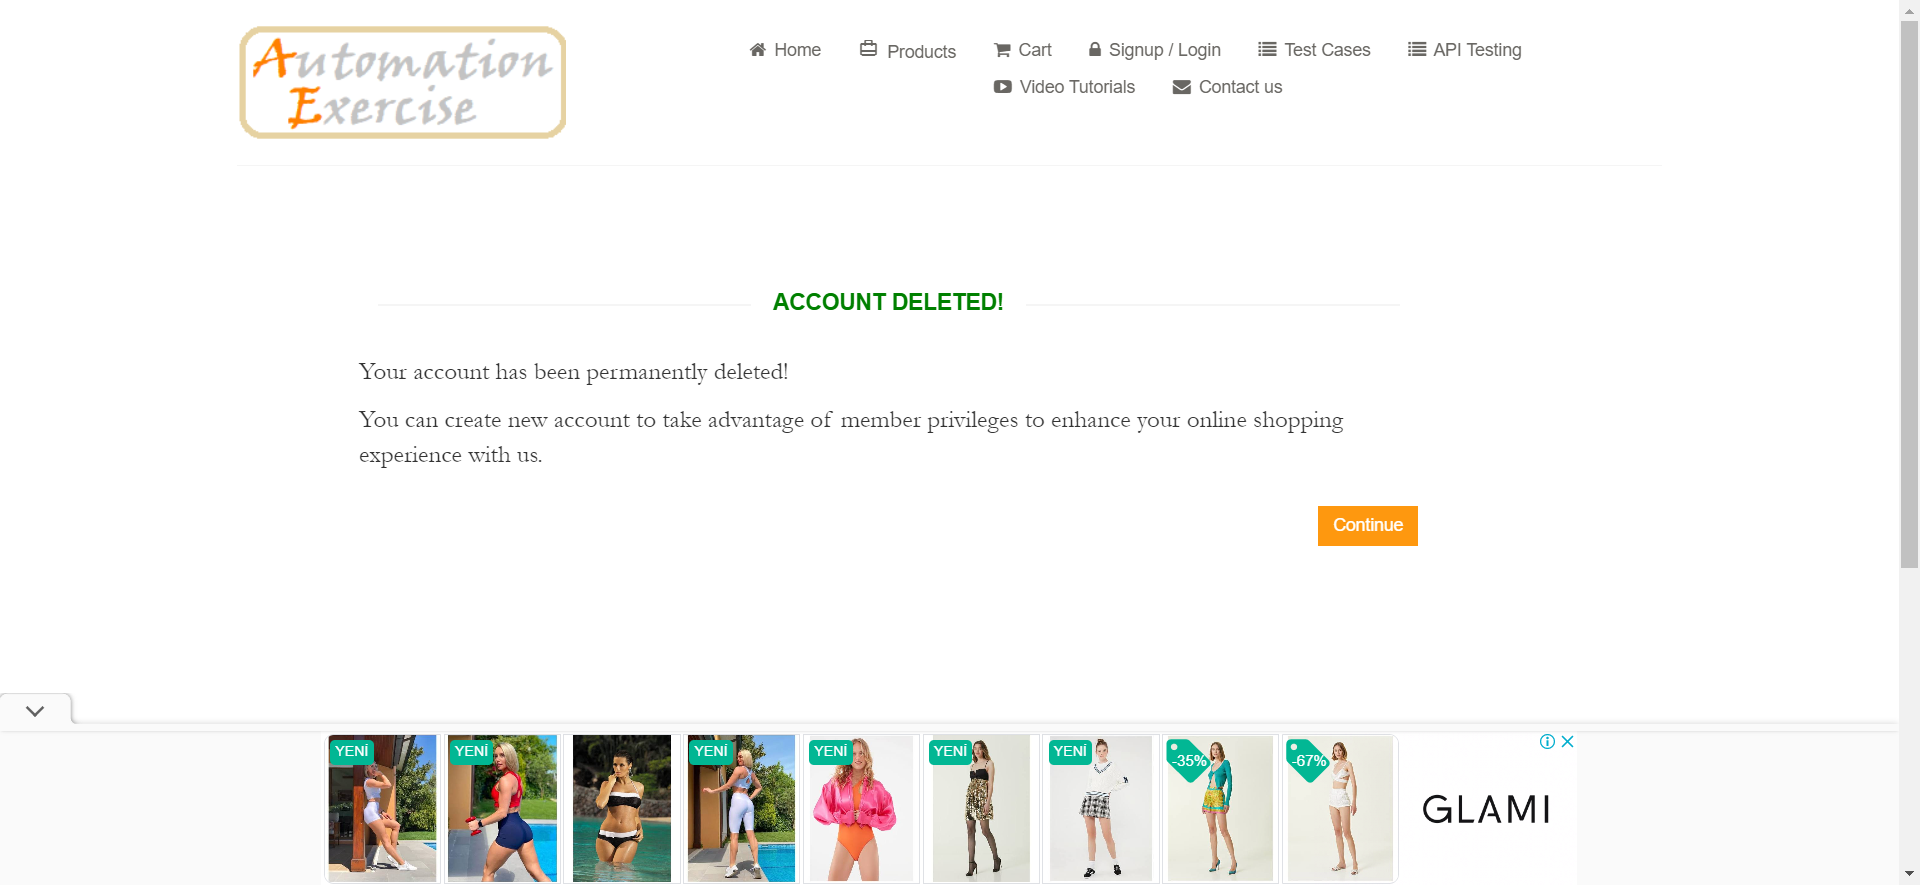 Automation
Exercise
Home
Products
Cart
Signup / Login
Test Cases
API Testing
Video Tutorials
Contact us
ACCOUNT DELETED!
Your account has been permanently deleted!
You can create new account to take advantage of member privileges to enhance your online shopping
experience with us.
Continue
YENİ
YENİ
YENİ
YENİ
YENİ
YENİ
-35%
-67%
GLAMI